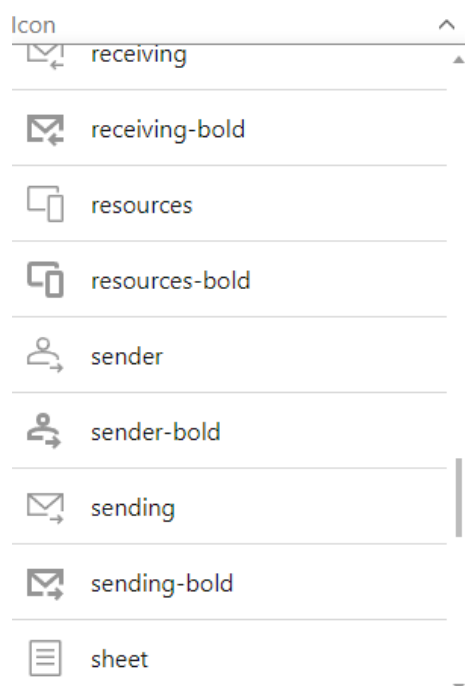 Icon
receiving
receiving-bold
resources
resources-bold
sender
sender-bold
sending
sending-bold
sheet